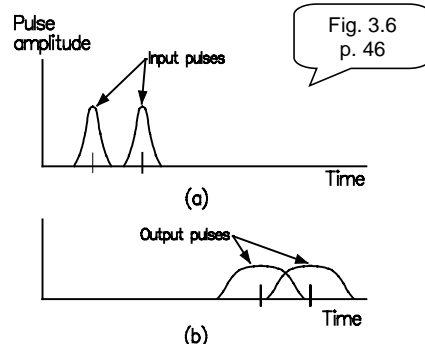 Pulse
amplitude
Input pulses
Fig. 3.6
p. 46
Time
(a)
Output pulses
Time
(b)